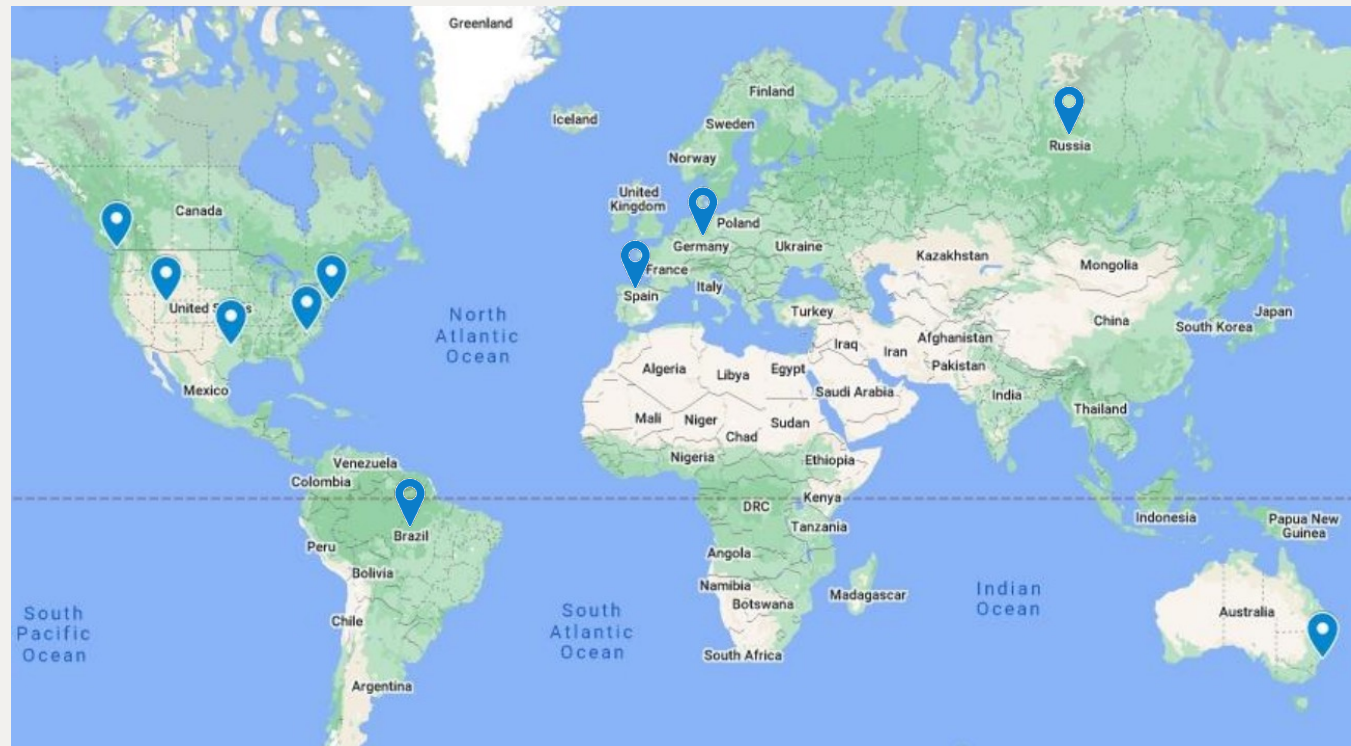 Greenland
Iceland
Finland
Sweden
Norway
Russia
United
Kingdom
Canada
Poland
Germany
Ukraine
Kazakhstan
Mongolia
France
Italy
Spain
United S es
North
Atlantic
Ocean
Turkey
China
Japan
South Korea
Iraq
Iran
Afghanistan
Pakistan
Algeria
Libya
Egypt
Saudi Arabia
India
Thailand
Mexico
Mali
Niger
Chad
Sudan
Nigeria
Ethiopia
Venezuela
Colombia
Kenya
DRC
Tanzania
Indonesia
Papua New
Guinea
Brazil
Peru
Bolivia
Angola
Namibia
Botswana
Madagascar
Indian
Ocean
South
Pacific
Ocean
South
Atlantic
Ocean
Chile
Australia
South Africa
Argentina